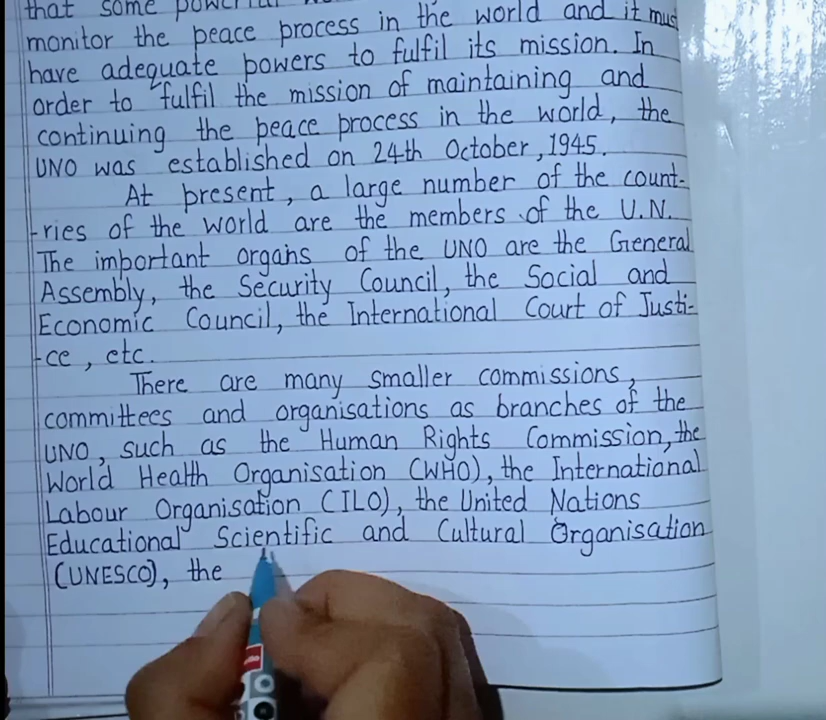 that some
monitor the peace process in the world and it must
have adequate powers to fulfil its mission. In
order to fulfil the mission of maintaining and
continuing the peace process in the world, the
UNO was established on 24th October, 1945.
At present, a large number of the count-
-ries of the world are the members of the U.N.
The important organs of the UNO are the General
Assembly, the Security Council, the Social and
Economic Council, the International Court of Justi-
-ce, etc.
There are many smaller commissions,
committees and organisations as branches of the
UNO, such as the Human Rights Commission, the
World Health Organisation (WHO), the International
Labour Organisation (ILO), the United Nations
Educational Scientific and Cultural Organisation
(UNESCO), the